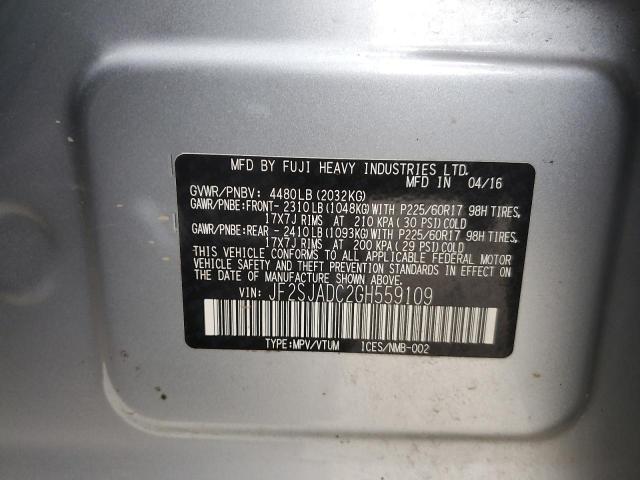 MFD BY FUJI HEAVY INDUSTRIES LTD.
MFD IN 04/16
GVWR/PNBV: 4480LB(2032KG)
GAWR/PNBE:FRONT- 2310LB(1048KG)WITH P225/60R17 98H TIRES,
17X7J RIMS AT 210 KPA(30 PSI)COLD
GAWR/PNBE:REAR - 2410LB(1093KG)WITH P225/60R17 98H TIRES,
17X7J RIMS AT 200 KPA(29 PSI)COLD
THIS VEHICLE CONFORMS TO ALL APPLICABLE FEDERAL MOTOR
VEHICLE SAFETY, BUMPER, AND THEFT PREVENTION STANDARDS
IN EFFECT ON THE DATE OF MANUFACTURE SHOWN ABOVE.
VIN: JF2SJADC2GH559109
TYPE:MPV/VTUM 1CES/NMB-002